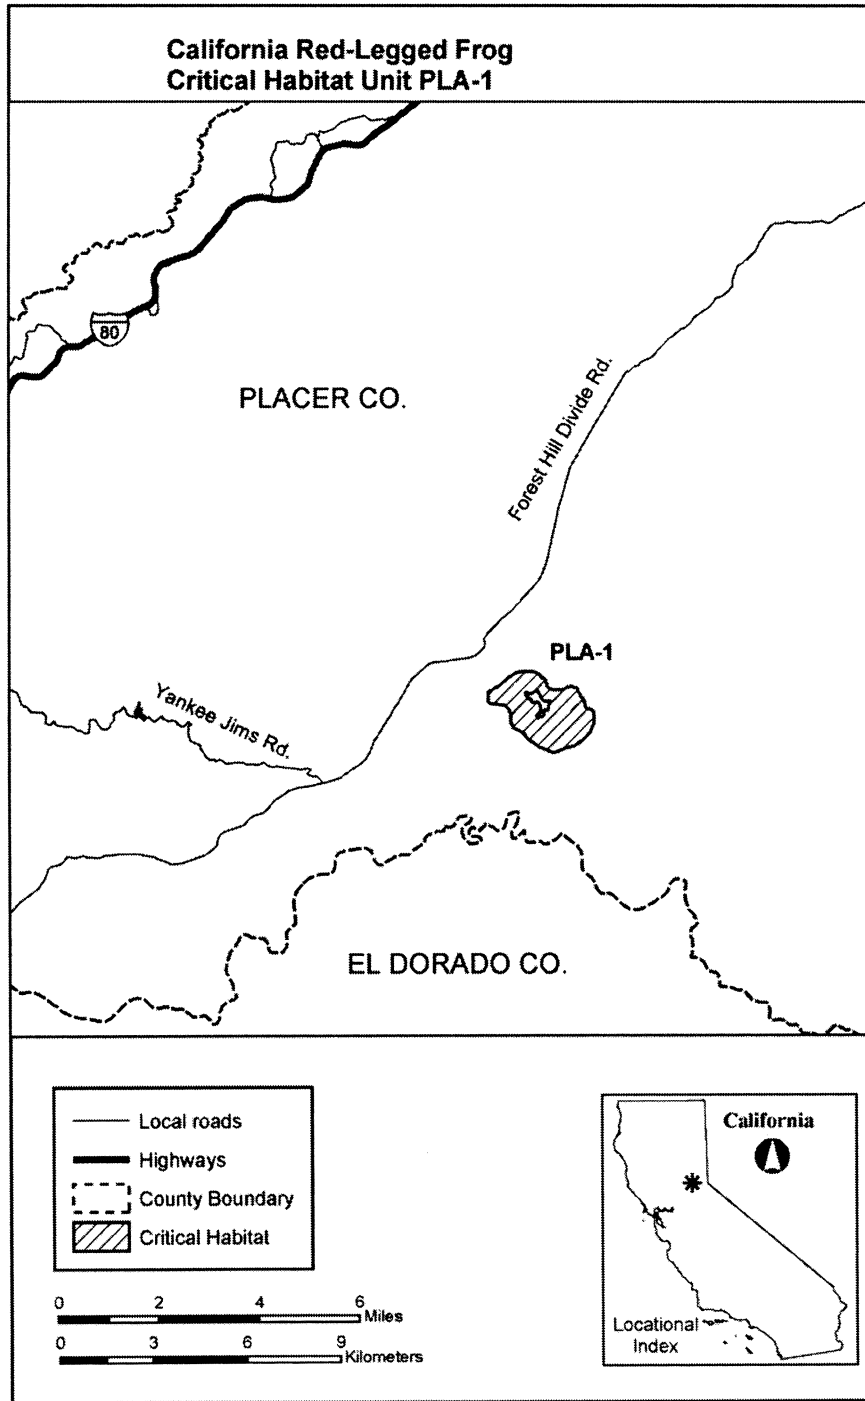 California Red-Legged Frog
Critical Habitat Unit PLA-1
80
PLACER CO.
Forest Hill Divide Rd.
PLA-1
Yankee Jims Rd.
EL DORADO CO.
Local roads
Highways
County Boundary
Critical Habitat
0 2 4 6 Miles
0 3 6 9 Kilometers
California
Locational
Index